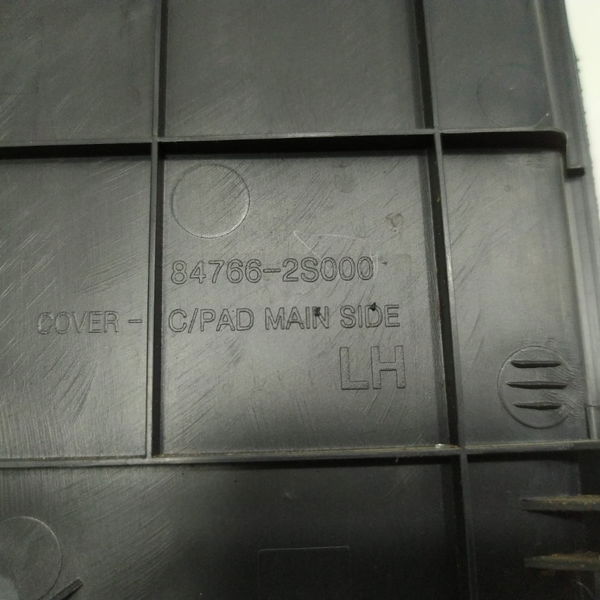 84766-2S000
COVER - C/PAD MAIN SIDE
LH